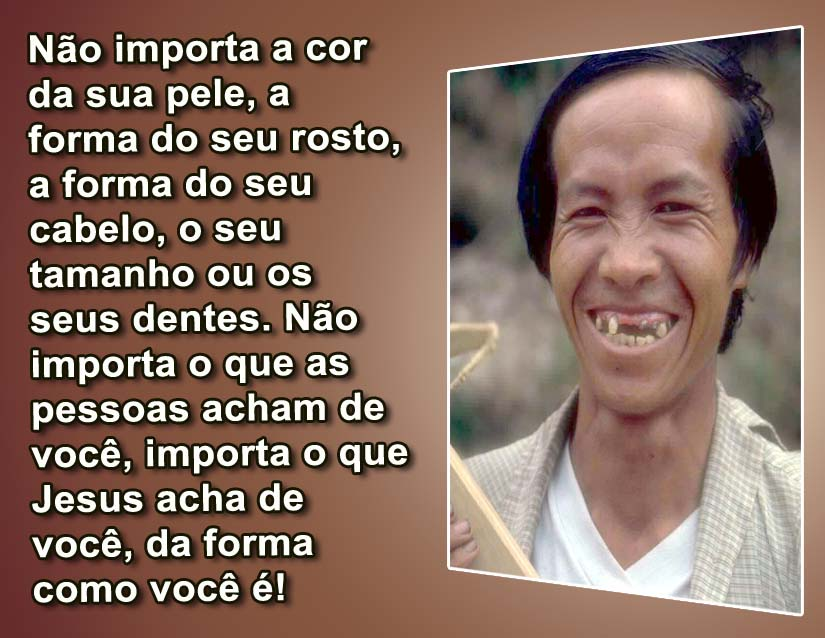 Não importa a cor
da sua pele, a
forma do seu rosto,
a forma do seu
cabelo, o seu
tamanho ou os
seus dentes. Não
importa o que as
pessoas acham de
você, importa o que
Jesus acha de
você, da forma
como você é!